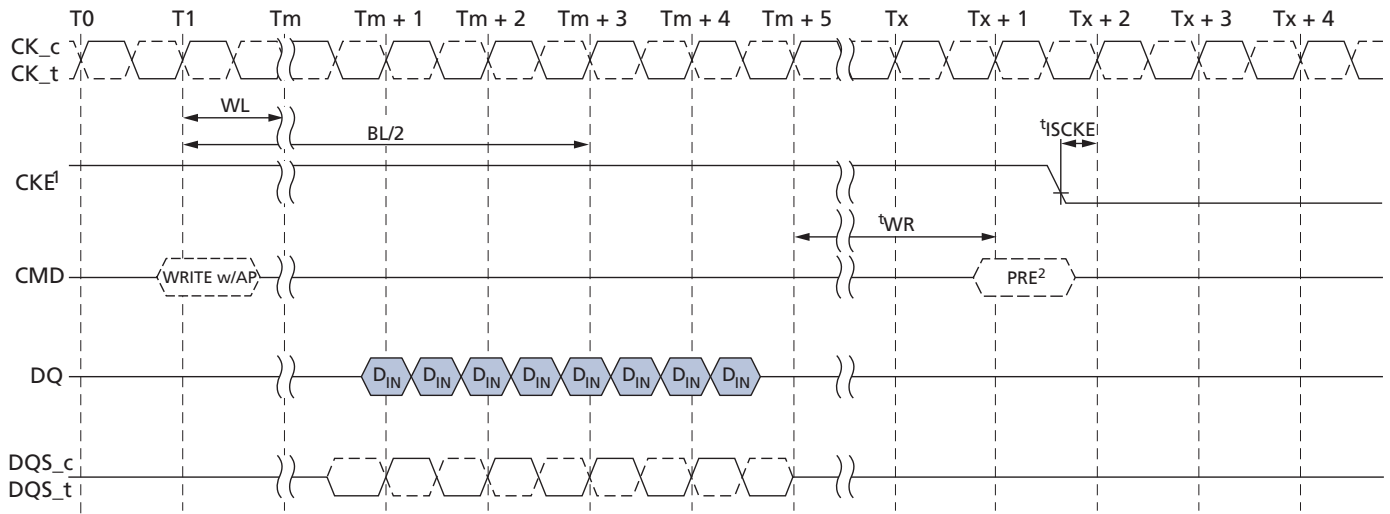 T0 T1 Tm Tm + 1 Tm + 2 Tm + 3 Tm + 4 Tm + 5 Tx Tx + 1 Tx + 2 Tx + 3 Tx + 4
CK_c
CK_t
WL
BL/2
tISCKE
CKE1
tWR
CMD WRITE w/AP PRE2
DQ DIN DIN DIN DIN DIN DIN DIN DIN
DQS_c
DQS_t